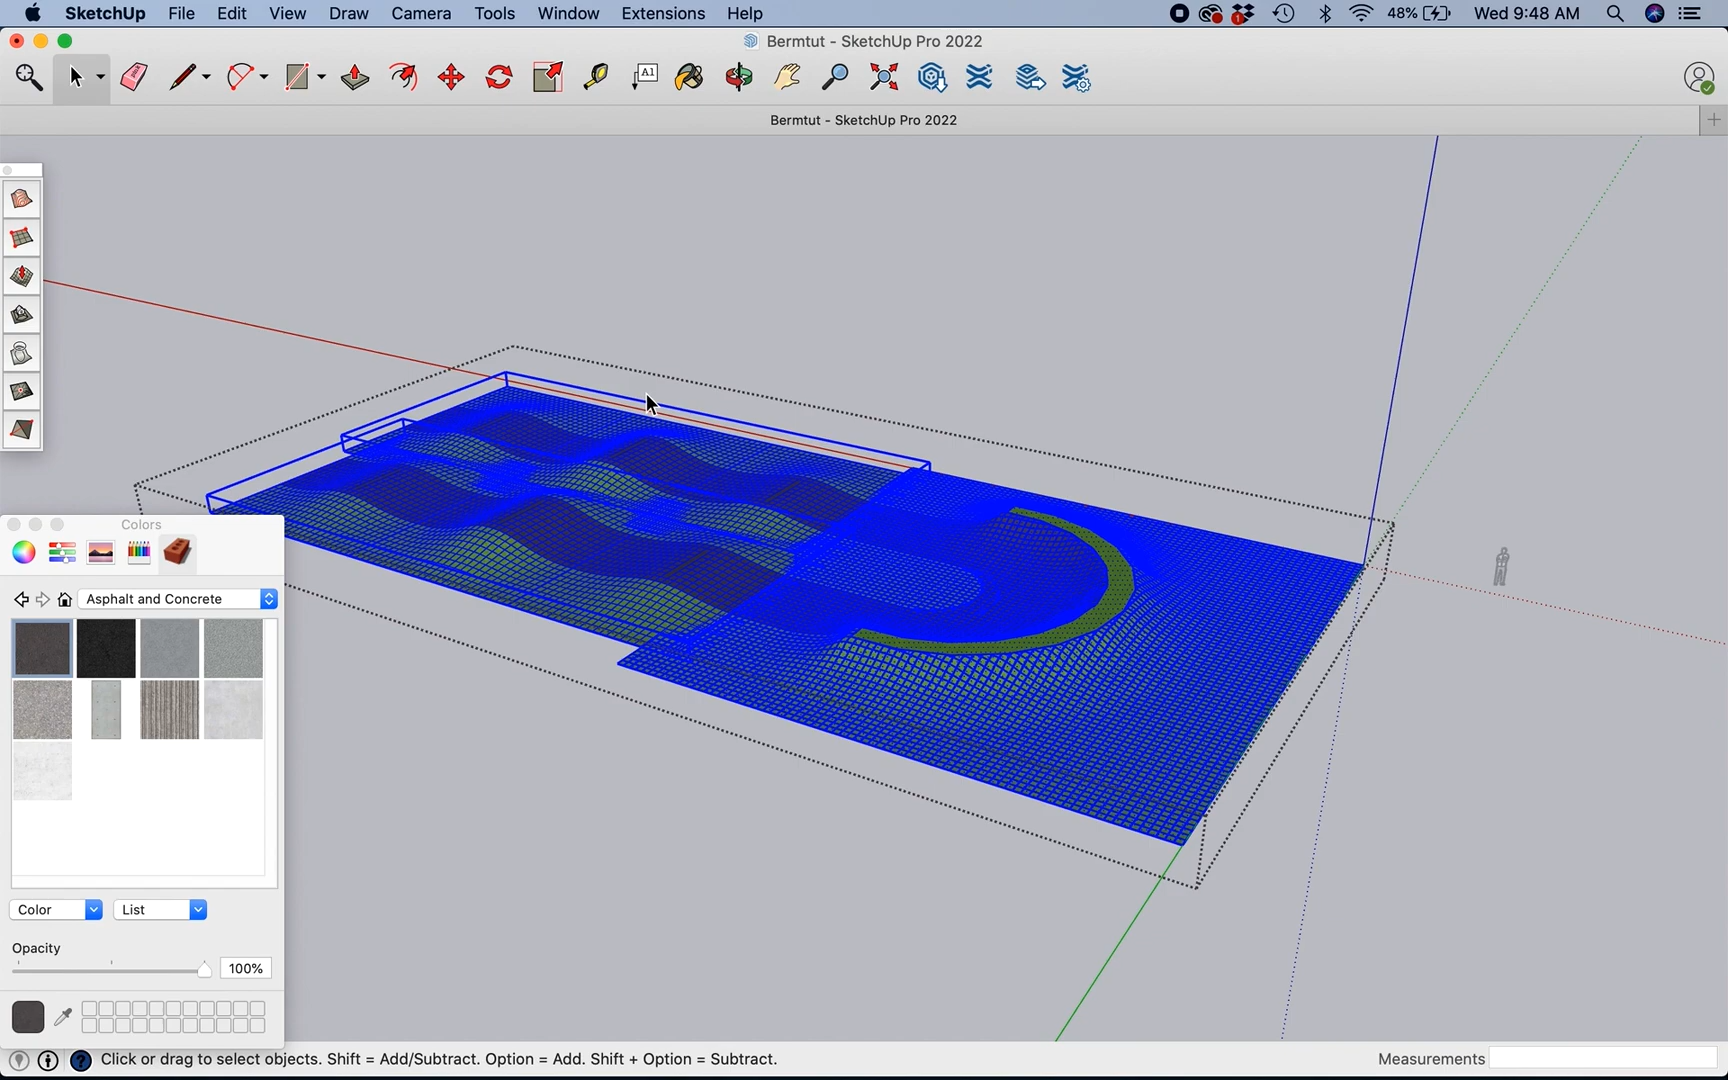 SketchUp File Edit View Draw Camera Tools Window Extensions Help 1 48% Wed 9:48 AM
Bermtut - SketchUp Pro 2022
A1
Bermtut - SketchUp Pro 2022
Colors
Asphalt and Concrete
Color List
Opacity
100%
Click or drag to select objects. Shift = Add/Subtract. Option = Add. Shift + Option = Subtract. Measurements